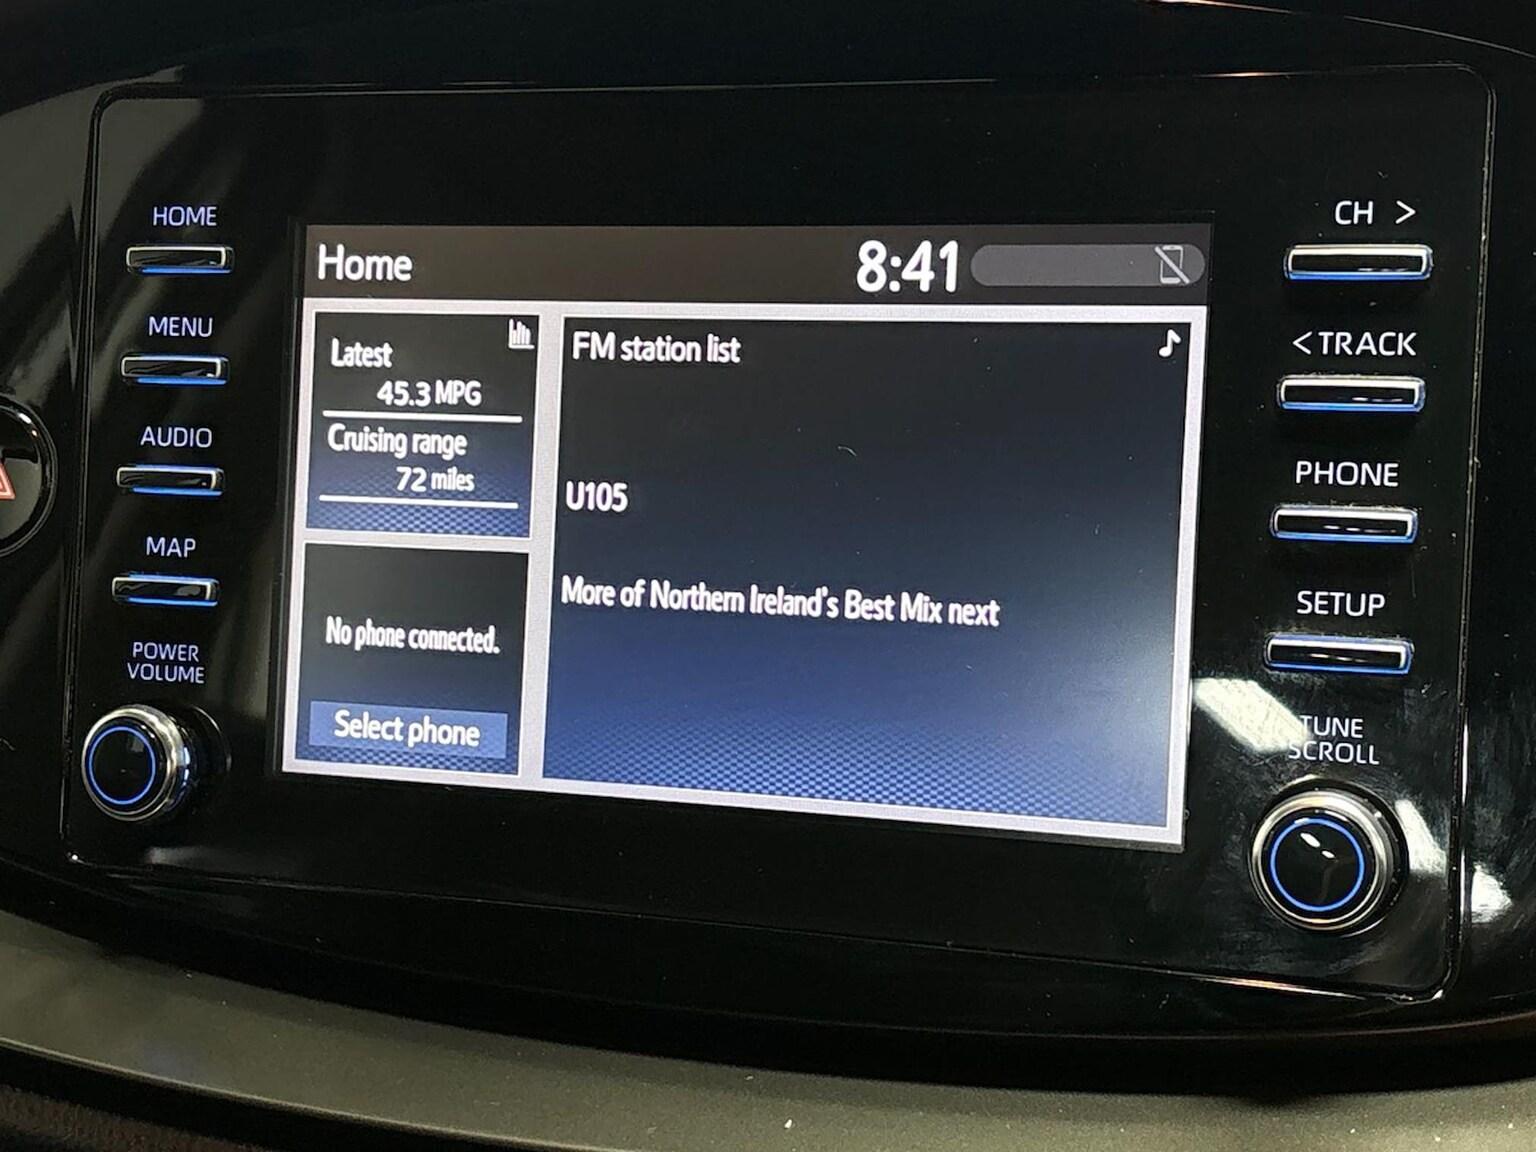 HOME
MENU
AUDIO
MAP
POWER
VOLUME
Home
8:41
Latest
45.3 MPG
Cruising range
72 miles
No phone connected.
Select phone
FM station list
U105
More of Northern Ireland's Best Mix next
CH >
< TRACK
PHONE
SETUP
TUNE
SCROLL